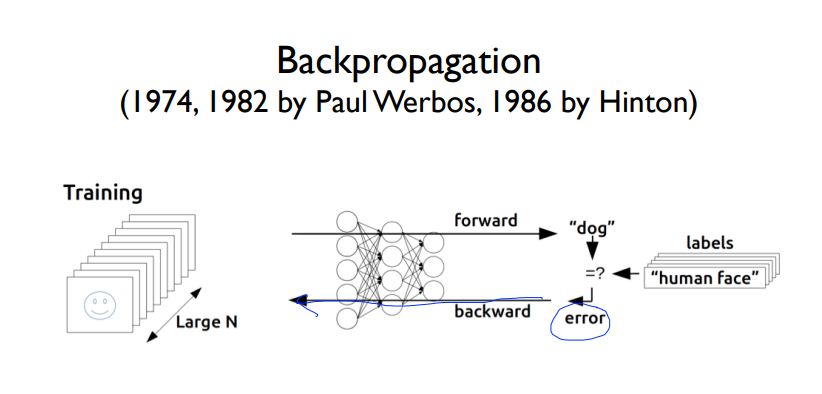 Backpropagation
(1974, 1982 by Paul Werbos, 1986 by Hinton)
Training
Large N
forward
"dog"
labels
=?
"human face"
backward
error